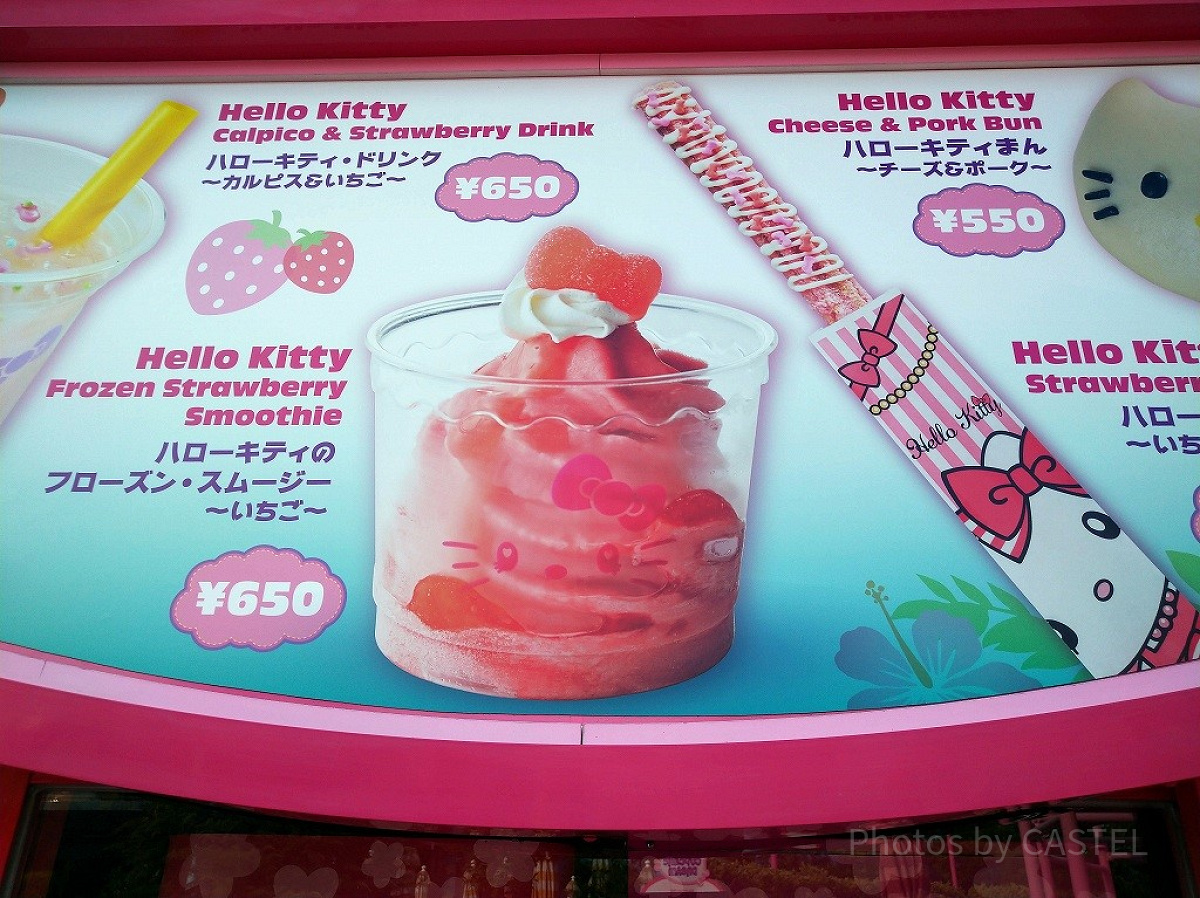 Hello Kitty
Calpico & Strawberry Drink
ハローキティ・ドリンク
～カルピス&いちご～
¥650
Hello Kitty
Frozen Strawberry
Smoothie
ハローキティの
フローズン・スムージー
～いちご～
¥650
Hello Kitty
Cheese & Pork Bun
ハローキティまん
～チーズ&ポーク～
¥550
Hello Kitty
Hello Kit
Strawberr
ハロー
～いち
Photos by CASTEL